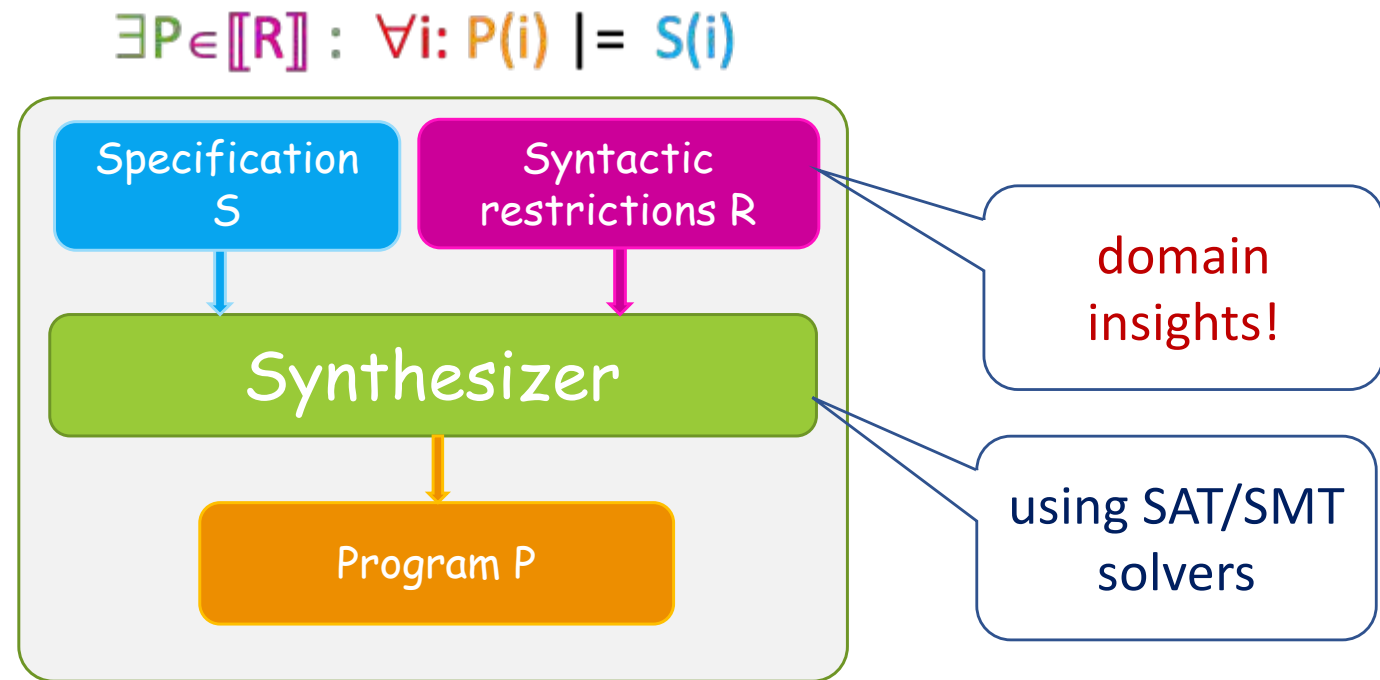 ∃P∈⟦R⟧ : ∀i: P(i) |= S(i)
Specification
S
Syntactic
restrictions R
domain
insights!
Synthesizer
using SAT/SMT
solvers
Program P